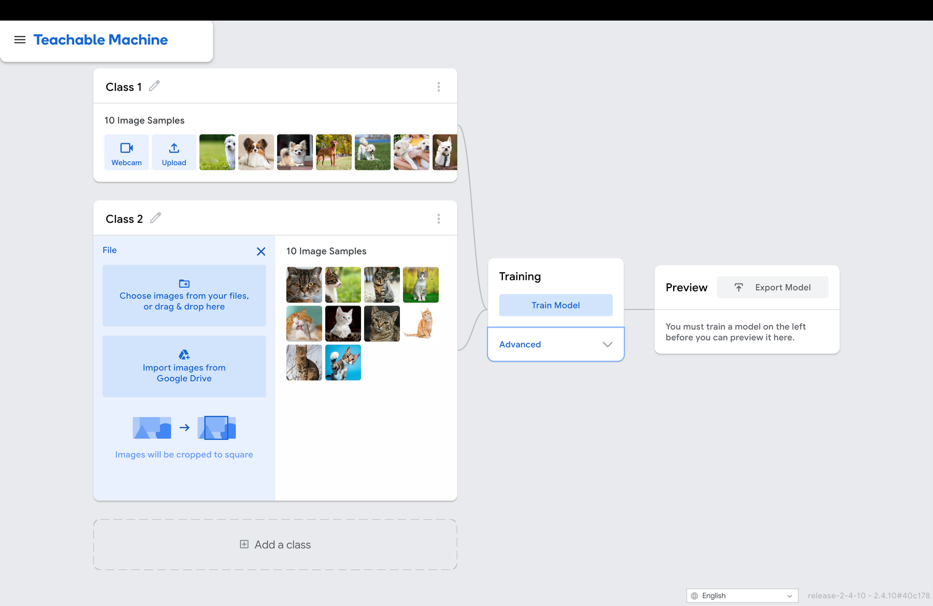 Teachable Machine
Class 1
10 Image Samples
Webcam
Upload
Class 2
File
Choose images from your files,
or drag & drop here
Import images from
Google Drive
Images will be cropped to square
10 Image Samples
Add a class
Training
Train Model
Advanced
Preview
Export Model
You must train a model on the left
before you can preview it here.
English
release-2-4-10 - 2.4.10#40c178